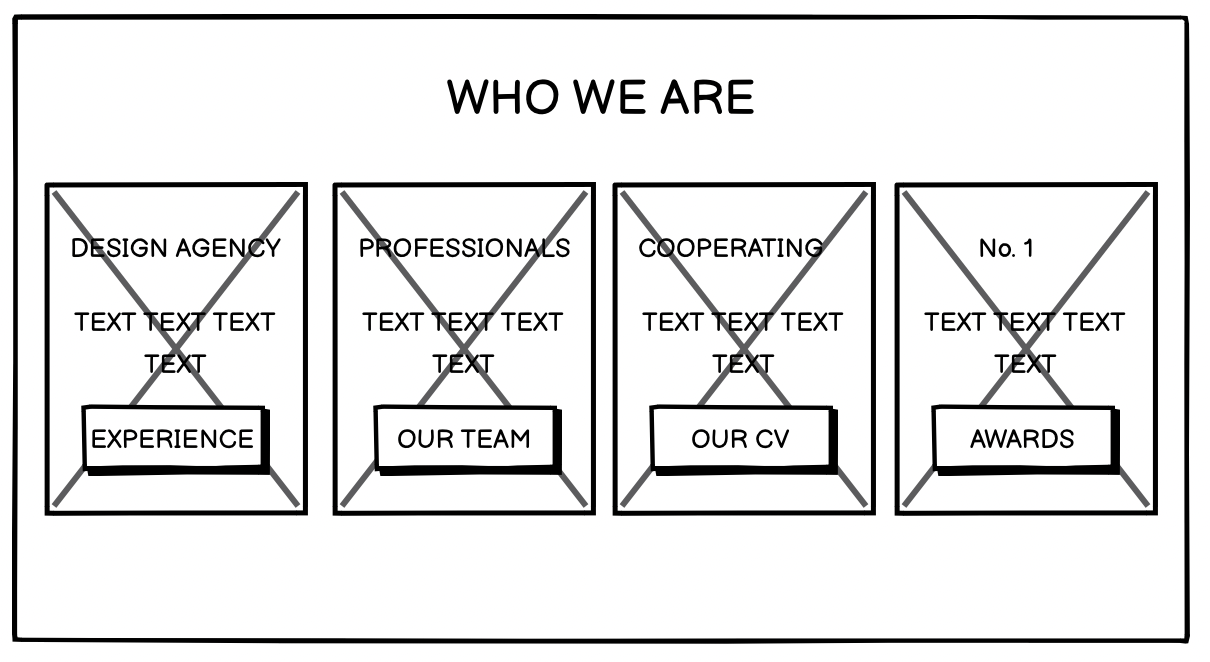 WHO WE ARE
DESIGN AGENCY
TEXT TEXT TEXT
TEXT
EXPERIENCE
PROFESSIONALS
TEXT TEXT TEXT
TEXT
OUR TEAM
COOPERATING
TEXT TEXT TEXT
TEXT
OUR CV
No. 1
TEXT TEXT TEXT
TEXT
AWARDS